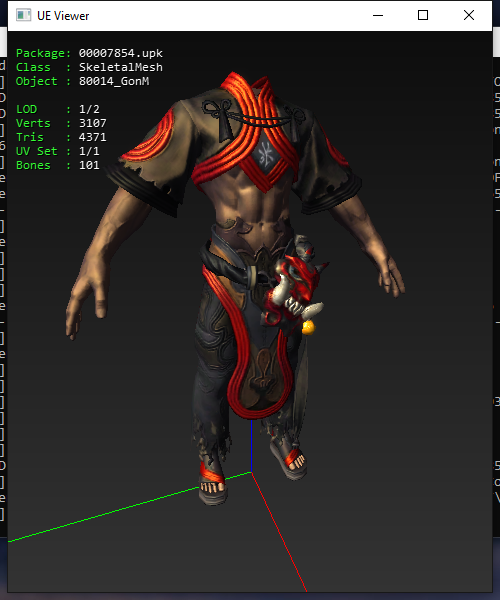 UE Viewer
Package: 00007854.upk
Class : SkeletalMesh
Object : 80014_GonM
LOD : 1/2
Verts : 3107
Tris : 4371
UV Set : 1/1
Bones : 101